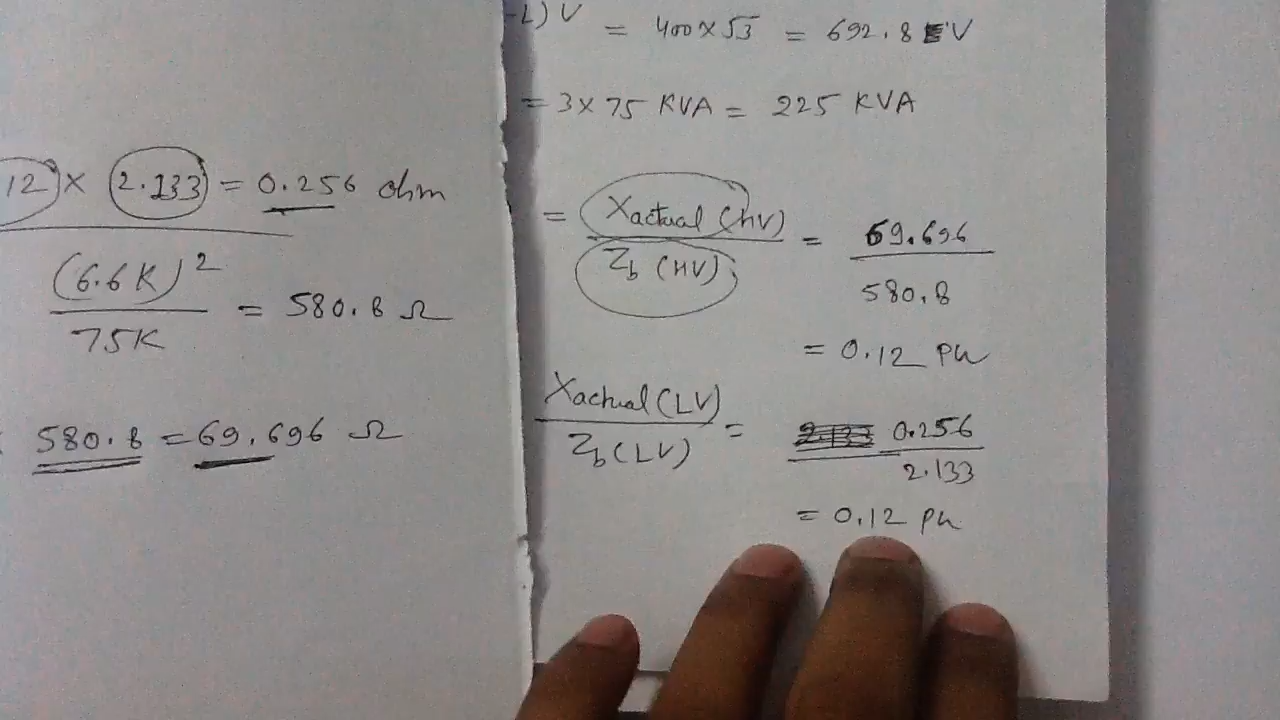 12 × 2.133 = 0.256 ohm
(6.6K)² / 75K = 580.8 Ω
580.8 = 69.696 Ω
-L) V = 400 × √3 = 692.8 V
= 3 × 75 KVA = 225 KVA
= Xactual (HV) / Zb (HV) = 69.696 / 580.8
= 0.12 Pu
Xactual (LV) / Zb (LV) = 0.256 / 2.133
= 0.12 Pu